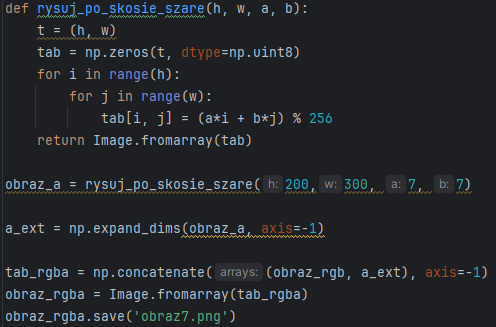 def rysuj_po_skosie_szare(h, w, a, b):
    t = (h, w)
    tab = np.zeros(t, dtype=np.uint8)
    for i in range(h):
        for j in range(w):
            tab[i, j] = (a*i + b*j) % 256
    return Image.fromarray(tab)
obraz_a = rysuj_po_skosie_szare( h: 200, w: 300, a: 7, b: 7)
a_ext = np.expand_dims(obraz_a, axis=-1)
tab_rgba = np.concatenate( arrays: (obraz_rgb, a_ext), axis=-1)
obraz_rgba = Image.fromarray(tab_rgba)
obraz_rgba.save('obraz7.png')